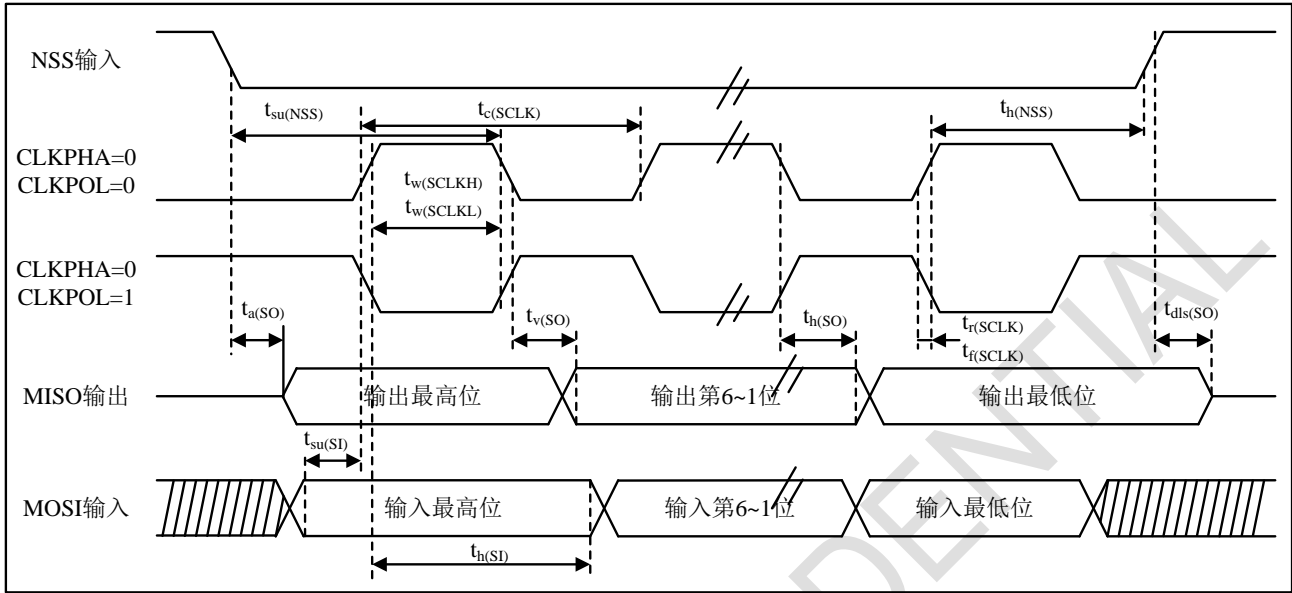 NSS输入
tsu(NSS)
tc(SCLK)
th(NSS)
CLKPHA=0
CLKPOL=0
tw(SCLKH)
tw(SCLKL)
CLKPHA=0
CLKPOL=1
ta(SO)
tv(SO)
th(SO)
tr(SCLK)
tf(SCLK)
tdis(SO)
MISO输出
输出最高位
输出第6~1位
输出最低位
tsu(SI)
MOSI输入
输入最高位
输入第6~1位
输入最低位
th(SI)
DENTIAL